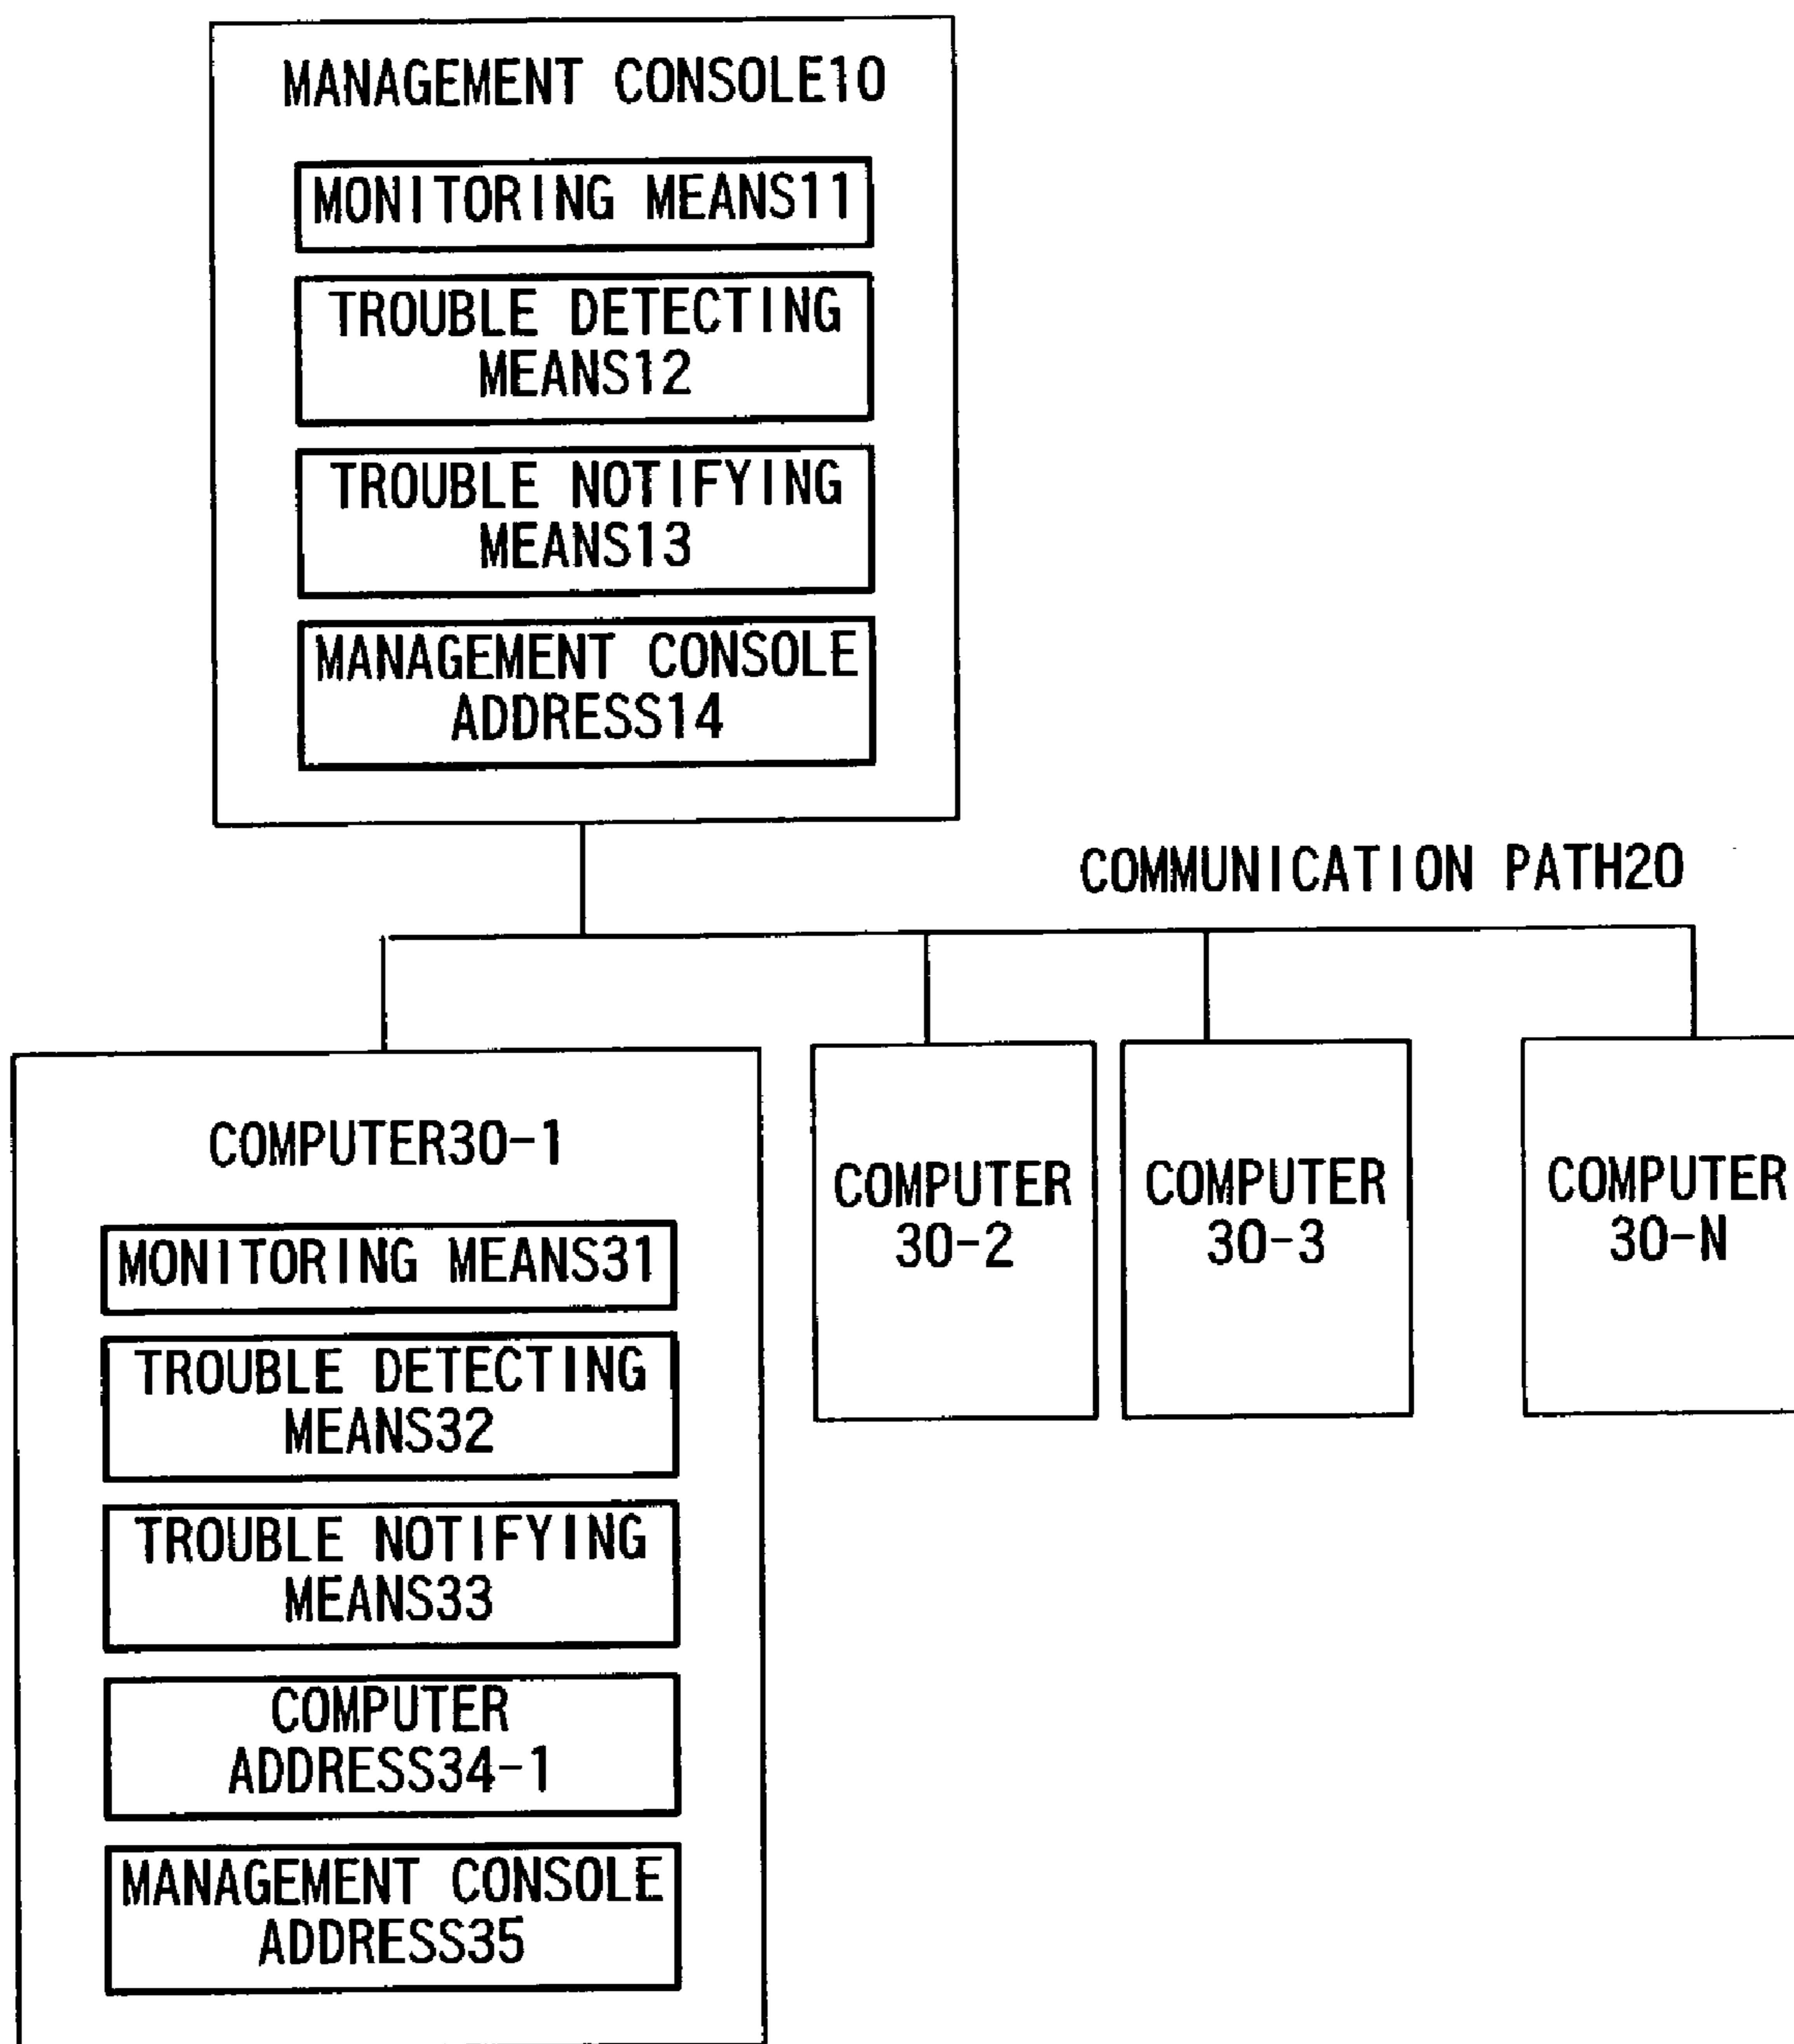 MANAGEMENT CONSOLE10
MONITORING MEANS11
TROUBLE DETECTING
MEANS12
TROUBLE NOTIFYING
MEANS13
MANAGEMENT CONSOLE
ADDRESS14
COMMUNICATION PATH20
COMPUTER30-1
MONITORING MEANS31
TROUBLE DETECTING
MEANS32
TROUBLE NOTIFYING
MEANS33
COMPUTER
ADDRESS34-1
MANAGEMENT CONSOLE
ADDRESS35
COMPUTER
30-2
COMPUTER
30-3
COMPUTER
30-N